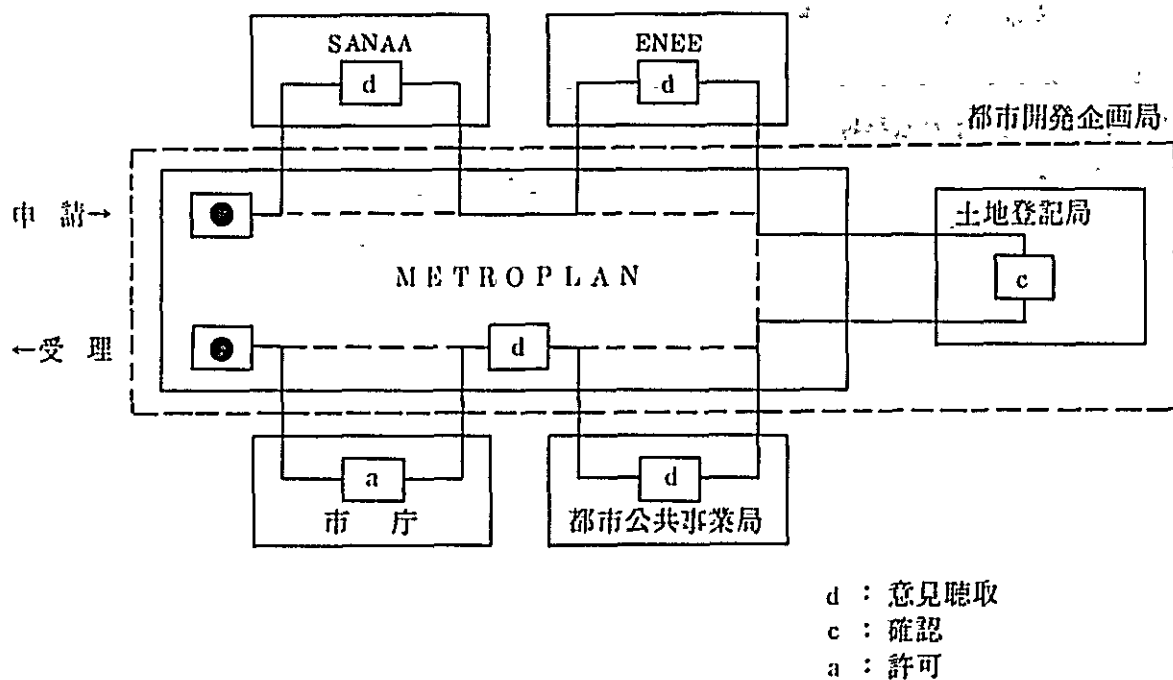 SANAA
ENEE
d
d
都市開発企画局
申請→
土地登記局
METROPLAN
c
←受理
d
a
d
市庁
都市公共事業局
d : 意見聴取
c : 確認
a : 許可